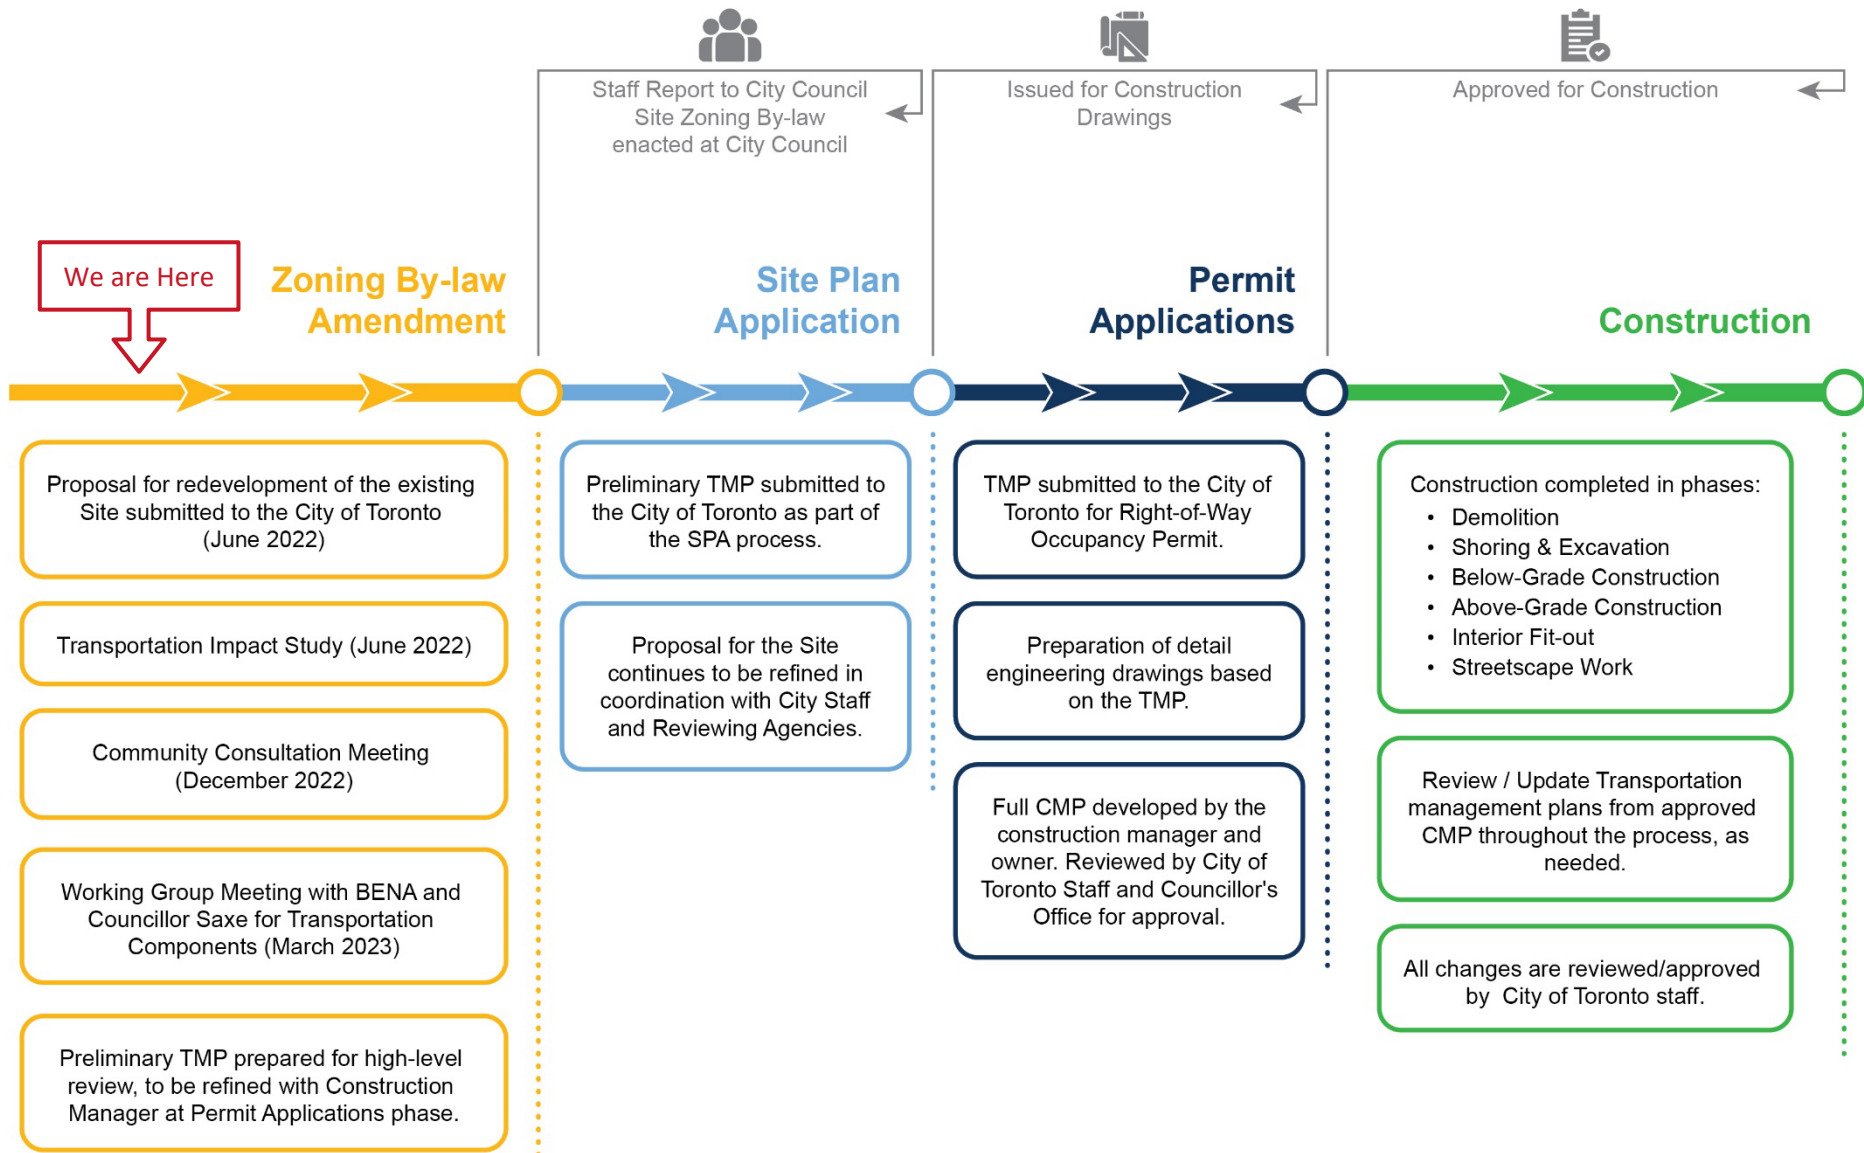 Staff Report to City Council
Site Zoning By-law
enacted at City Council
Issued for Construction
Drawings
Approved for Construction
We are Here
Zoning By-law
Amendment
Site Plan
Application
Permit
Applications
Construction
Proposal for redevelopment of the existing
Site submitted to the City of Toronto
(June 2022)
Transportation Impact Study (June 2022)
Community Consultation Meeting
(December 2022)
Working Group Meeting with BENA and
Councillor Saxe for Transportation
Components (March 2023)
Preliminary TMP prepared for high-level
review, to be refined with Construction
Manager at Permit Applications phase.
Preliminary TMP submitted to
the City of Toronto as part of
the SPA process.
Proposal for the Site
continues to be refined in
coordination with City Staff
and Reviewing Agencies.
TMP submitted to the City of
Toronto for Right-of-Way
Occupancy Permit.
Preparation of detail
engineering drawings based
on the TMP.
Full CMP developed by the
construction manager and
owner. Reviewed by City of
Toronto Staff and Councillor's
Office for approval.
Construction completed in phases:
• Demolition
• Shoring & Excavation
• Below-Grade Construction
• Above-Grade Construction
• Interior Fit-out
• Streetscape Work
Review / Update Transportation
management plans from approved
CMP throughout the process, as
needed.
All changes are reviewed/approved
by City of Toronto staff.